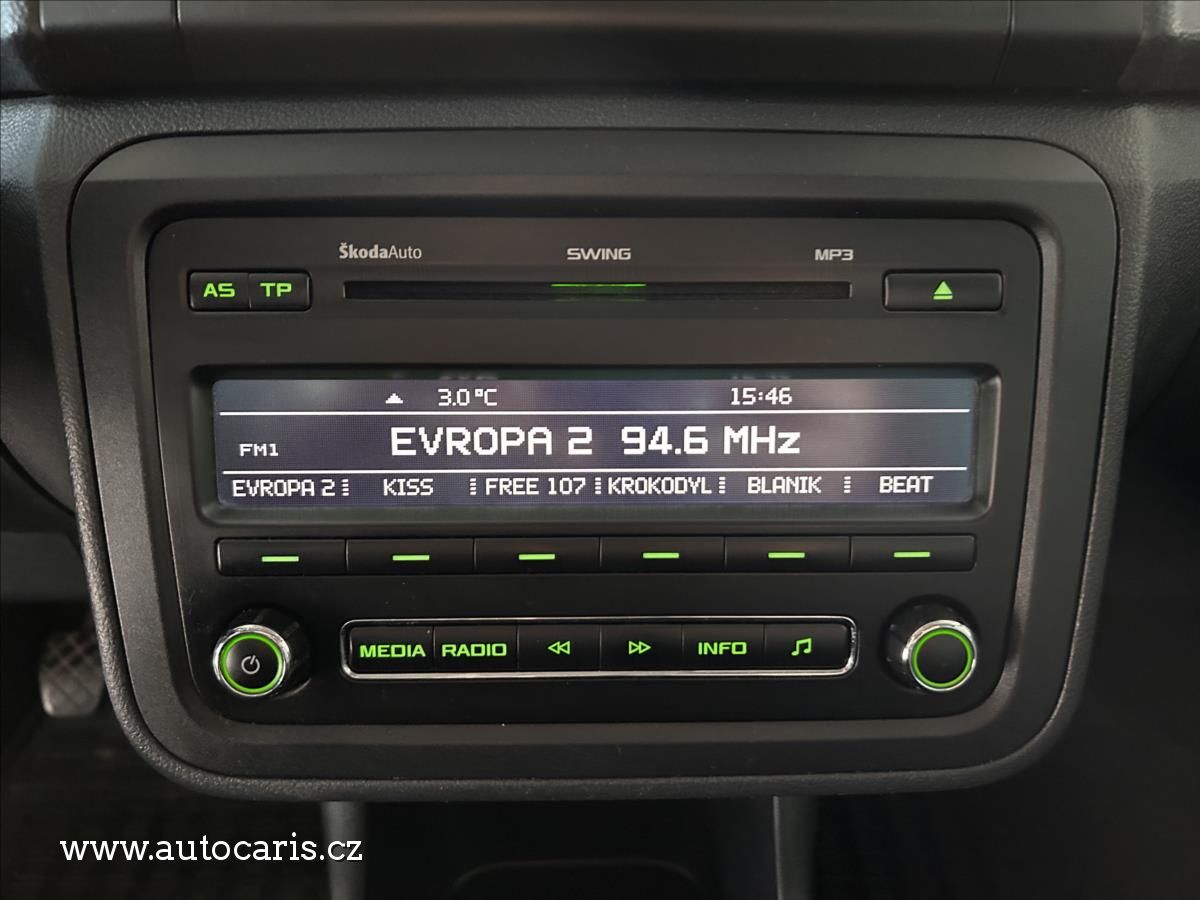 ŠkodaAuto SWING MP3
AS TP
3.0 °C 15:46
FM1 EVROPA 2 94.6 MHz
EVROPA 2 KISS FREE 107 KROKODYL BLANIK BEAT
MEDIA RADIO INFO
www.autocaris.cz